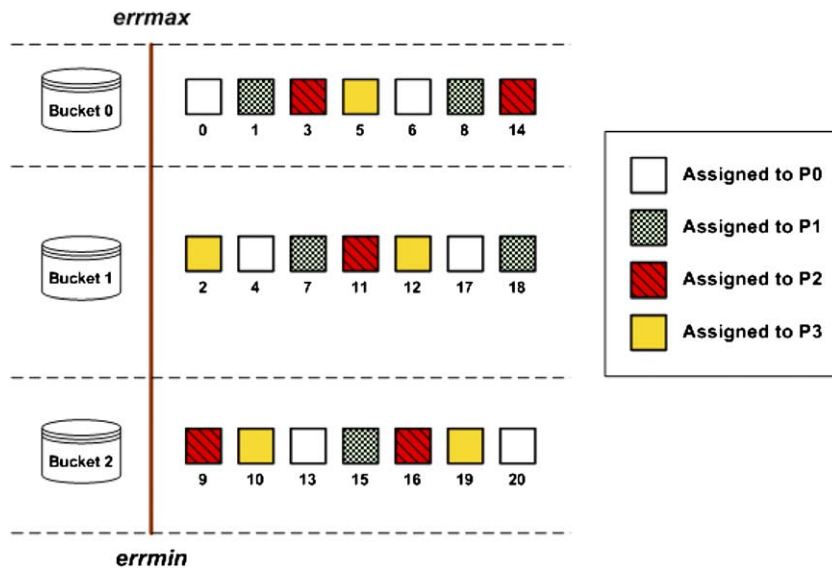 errmax
Bucket 0
0 1 3 5 6 8 14
Bucket 1
2 4 7 11 12 17 18
Bucket 2
9 10 13 15 16 19 20
errmin
Assigned to P0
Assigned to P1
Assigned to P2
Assigned to P3